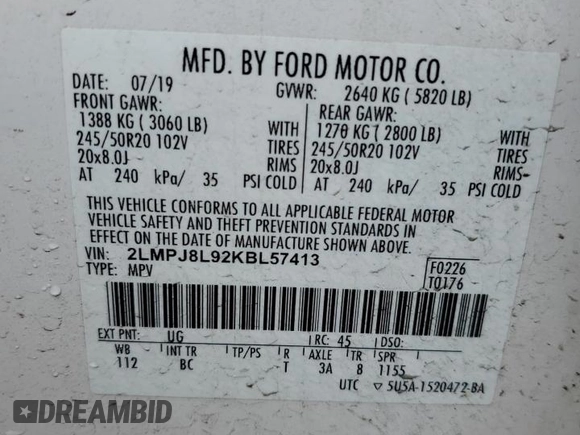 MFD. BY FORD MOTOR CO.
DATE: 07/19 GVWR: 2640 KG ( 5820 LB)
FRONT GAWR: REAR GAWR:
1388 KG ( 3060 LB) WITH 1270 KG ( 2800 LB) WITH
245/50R20 102V TIRES 245/50R20 102V TIRES
20x8.0J RIMS 20x8.0J RIMS
AT 240 kPa/ 35 PSI COLD AT 240 kPa/ 35 PSI COLD
THIS VEHICLE CONFORMS TO ALL APPLICABLE FEDERAL MOTOR
VEHICLE SAFETY AND THEFT PREVENTION STANDARDS IN
EFFECT ON THE DATE OF MANUFACTURE SHOWN ABOVE.
VIN: 2LMPJ8L92KBL57413 F0226
TYPE: MPV T0176
EXT PNT: UG RC: 45 DSO:
WB INT TR TP/PS R AXLE TR SPR
112 BC T 3A 8 1155
UTC ▽ 5U5A-1520472-BA
DREAMBID